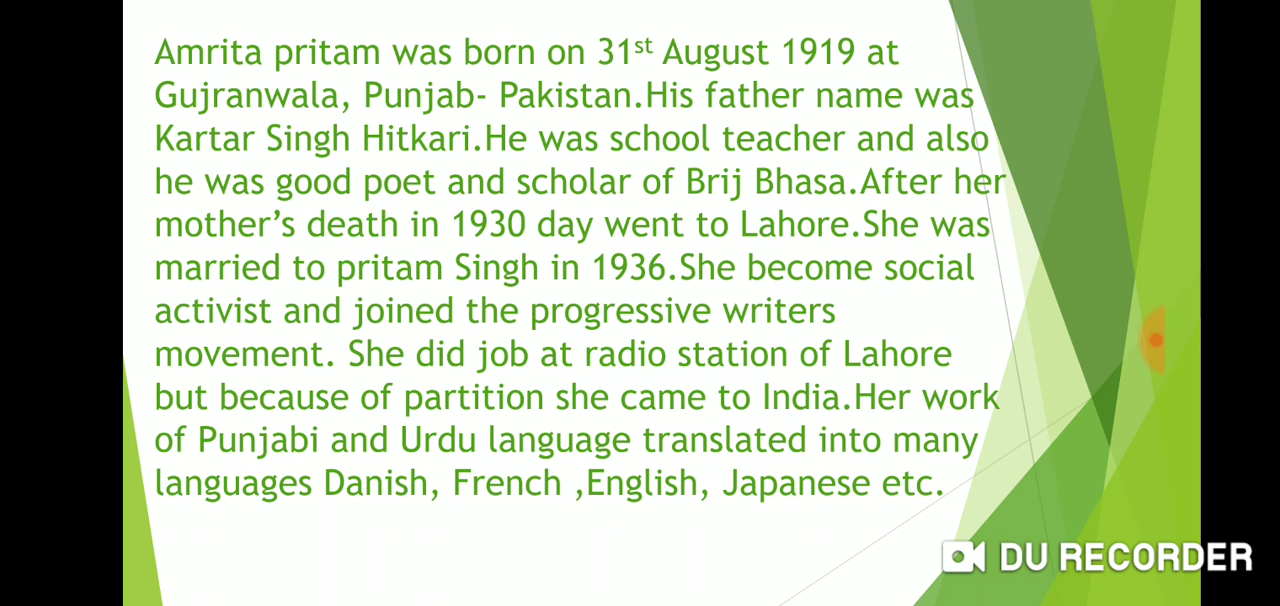 Amrita pritam was born on 31st August 1919 at
Gujranwala, Punjab- Pakistan.His father name was
Kartar Singh Hitkari.He was school teacher and also
he was good poet and scholar of Brij Bhasa.After her
mother’s death in 1930 day went to Lahore.She was
married to pritam Singh in 1936.She become social
activist and joined the progressive writers
movement. She did job at radio station of Lahore
but because of partition she came to India.Her work
of Punjabi and Urdu language translated into many
languages Danish, French ,English, Japanese etc.
DU RECORDER